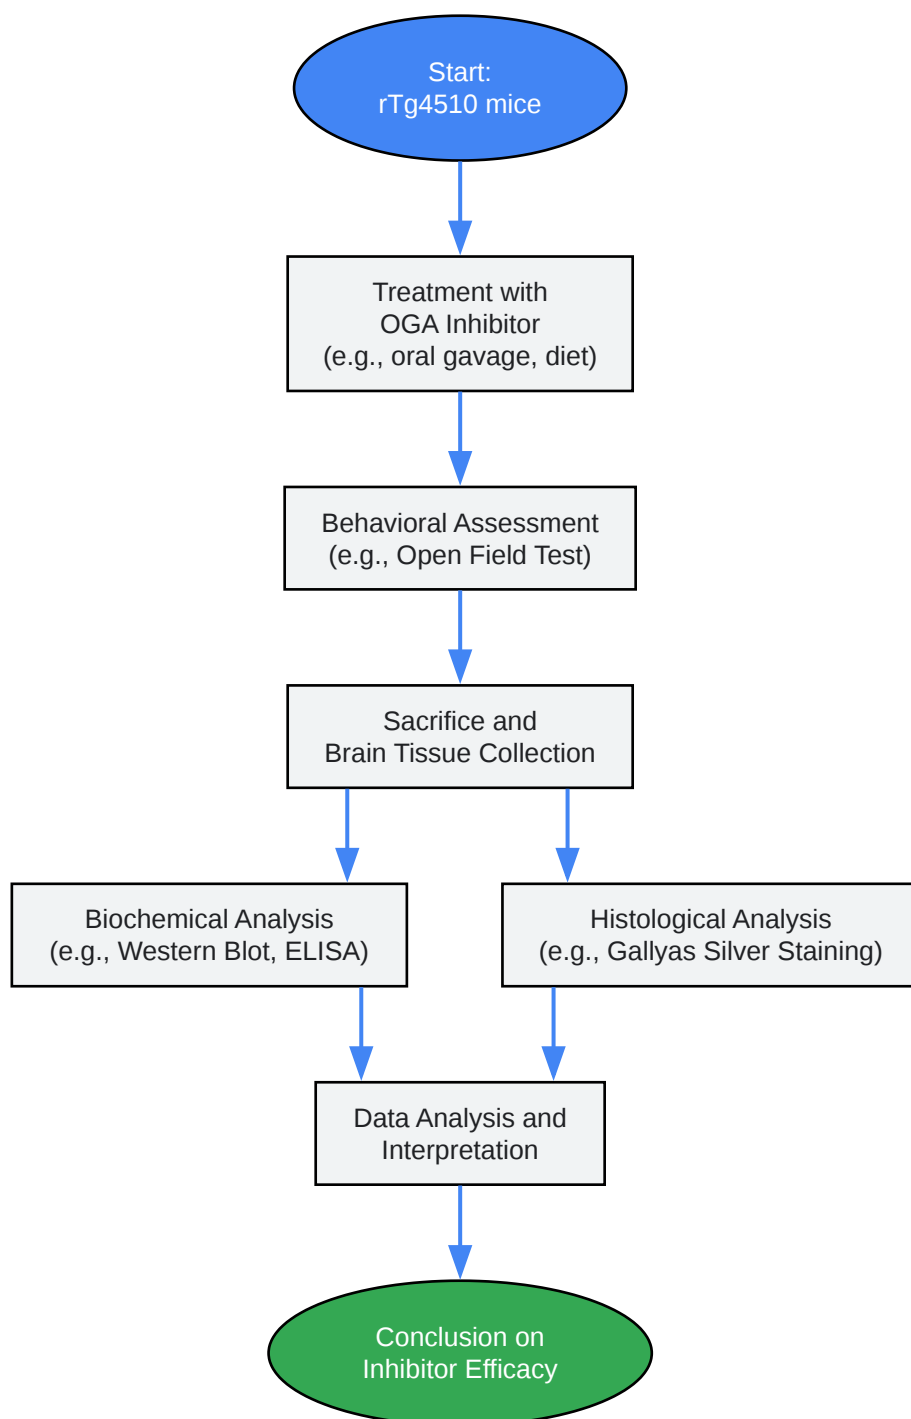 Start:
rTg4510 mice
Treatment with
OGA Inhibitor
(e.g., oral gavage, diet)
Behavioral Assessment
(e.g., Open Field Test)
Sacrifice and
Brain Tissue Collection
Biochemical Analysis
(e.g., Western Blot, ELISA)
Histological Analysis
(e.g., Gallyas Silver Staining)
Data Analysis and
Interpretation
Conclusion on
Inhibitor Efficacy